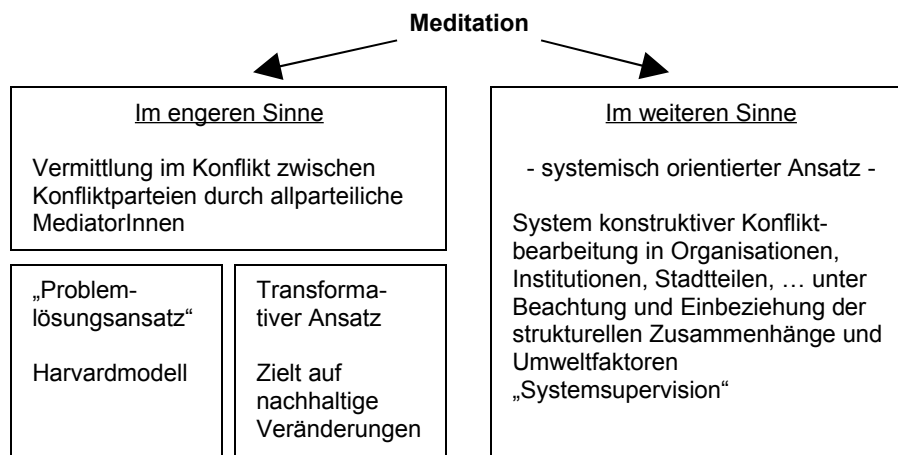 Meditation
Im engeren Sinne
Vermittlung im Konflikt zwischen
Konfliktparteien durch allparteiliche
MediatorInnen
„Problem-
lösungsansatz“
Harvardmodell
Transforma-
tiver Ansatz
Zielt auf
nachhaltige
Veränderungen
Im weiteren Sinne
- systemisch orientierter Ansatz -
System konstruktiver Konflikt-
bearbeitung in Organisationen,
Institutionen, Stadtteilen, … unter
Beachtung und Einbeziehung der
strukturellen Zusammenhänge und
Umweltfaktoren
„Systemsupervision“